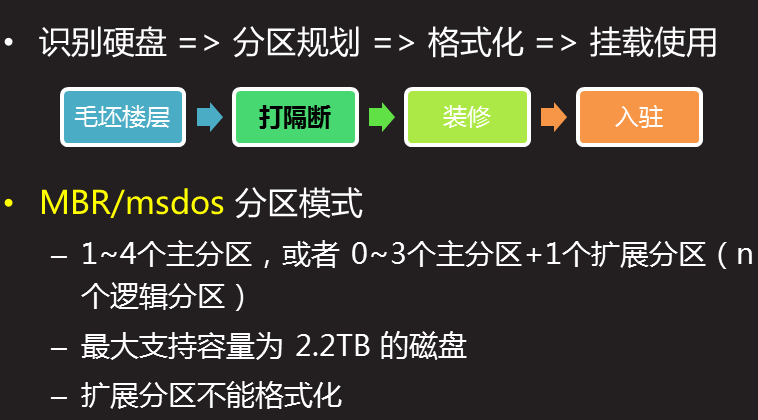 • 识别硬盘 => 分区规划 => 格式化 => 挂载使用
毛坯楼层 打隔断 装修 入驻
• MBR/msdos 分区模式
– 1~4个主分区，或者 0~3个主分区+1个扩展分区（n
个逻辑分区）
– 最大支持容量为 2.2TB 的磁盘
– 扩展分区不能格式化